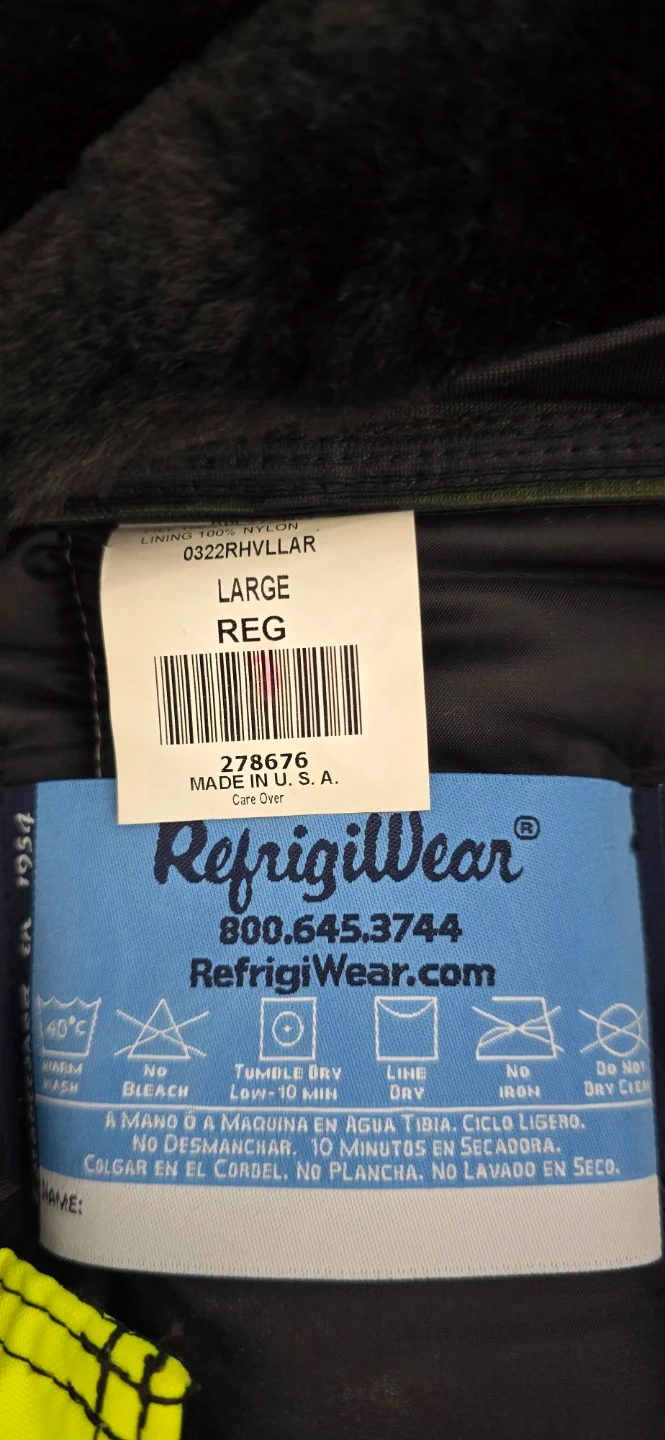 LINING 100% NYLON
0322RHVLLAR
LARGE
REG
278676
MADE IN U. S. A.
Care Over
RefrigiWear®
800.645.3744
RefrigiWear.com
40°C
WARM WASH
NO BLEACH
TUMBLE DRY LOW-10 MIN
LINE DRY
NO IRON
DO NOT DRY CLEAN
A MANO Ó A MAQUINA EN AGUA TIBIA. CICLO LIGERO.
NO DESMANCHAR. 10 MINUTOS EN SECADORA.
COLGAR EN EL CORDEL. NO PLANCHA. NO LAVADO EN SECO.
NAME:
1954